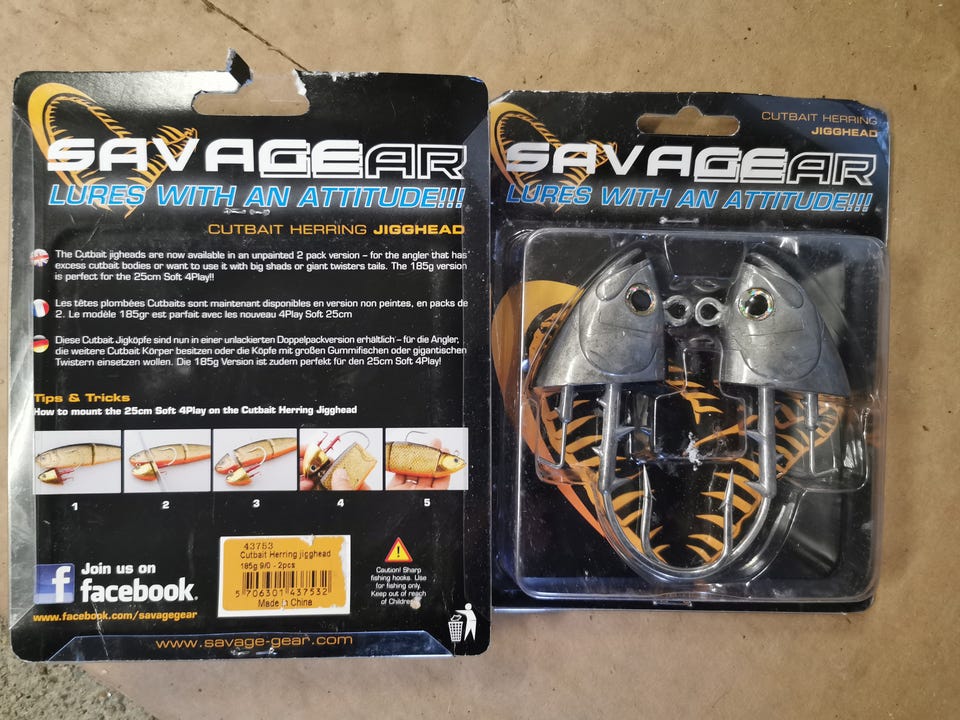 SAVAGEAR
LURES WITH AN ATTITUDE!!!
CUTBAIT HERRING JIGGHEAD
The Cutbait jigheads are now available in an unpainted 2 pack version – for the angler that has
excess cutbait bodies or want to use it with big shads or giant twisters tails. The 185g version
is perfect for the 25cm Soft 4Play!!
Les têtes plombées Cutbaits sont maintenant disponibles en version non peintes, en packs de
2. Le modèle 185gr est parfait avec les nouveau 4Play Soft 25cm
Diese Cutbait Jigköpfe sind nun in einer unlackierten Doppelpackversion erhältlich – für die Angler,
die weitere Cutbait Körper besitzen oder die Köpfe mit großen Gummifischen oder gigantischen
Twistern einsetzen wollen. Die 185g Version ist zudem perfekt für den 25cm Soft 4Play!
Tips & Tricks
How to mount the 25cm Soft 4Play on the Cutbait Herring Jigghead
1 2 3 4 5
43753
Cutbait Herring jigghead
185g 9/0 - 2pcs
5 706301 437532
Made in China
Caution! Sharp
fishing hooks. Use
for fishing only.
Keep out of reach
of Children
f Join us on
facebook.
www.facebook.com/savagegear
www.savage-gear.com
CUTBAIT HERRING
JIGGHEAD
SAVAGEAR
LURES WITH AN ATTITUDE!!!